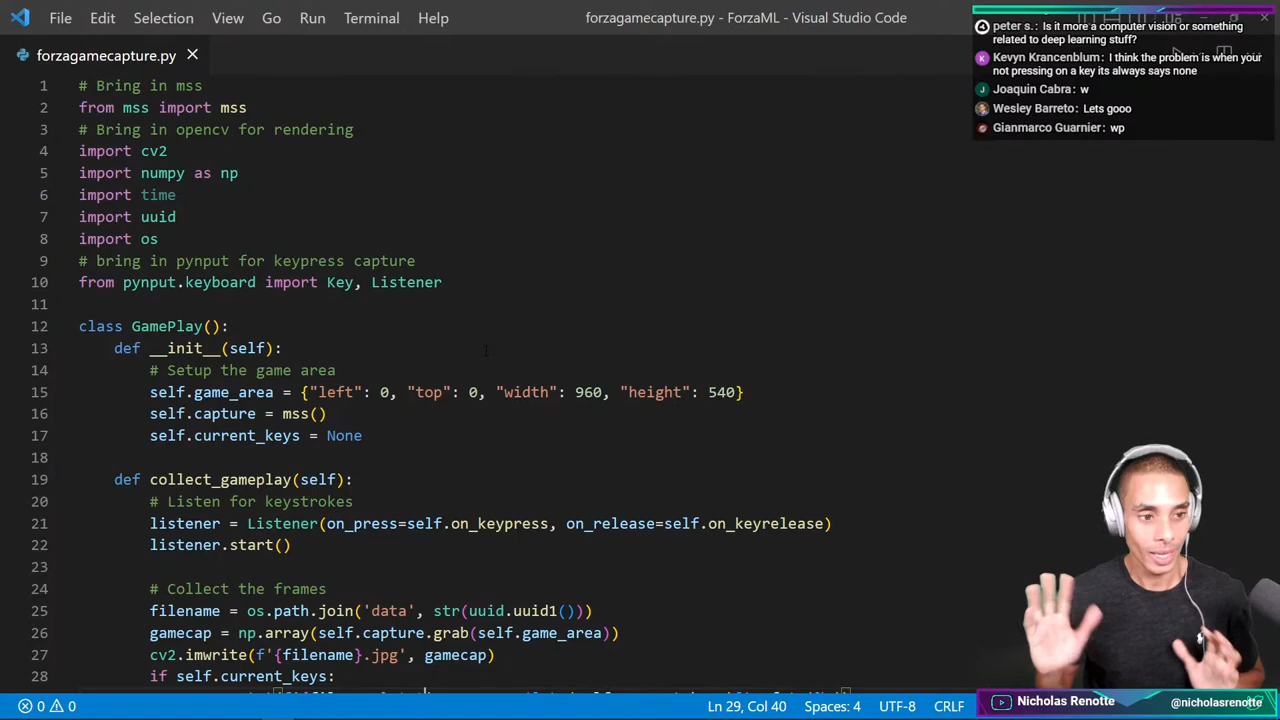 File Edit Selection View Go Run Terminal Help
forzagamecapture.py - ForzaML - Visual Studio Code
forzagamecapture.py
peter s.: Is it more a computer vision or something
related to deep learning stuff?
Kevyn Krancenblum: I think the problem is when your
not pressing on a key its always says none
Joaquin Cabra: w
Wesley Barreto: Lets gooo
Gianmarco Guarnier: wp
1 # Bring in mss
2 from mss import mss
3 # Bring in opencv for rendering
4 import cv2
5 import numpy as np
6 import time
7 import uuid
8 import os
9 # bring in pynput for keypress capture
10 from pynput.keyboard import Key, Listener
11
12 class GamePlay():
13 def __init__(self):
14 # Setup the game area
15 self.game_area = {"left": 0, "top": 0, "width": 960, "height": 540}
16 self.capture = mss()
17 self.current_keys = None
18
19 def collect_gameplay(self):
20 # Listen for keystrokes
21 listener = Listener(on_press=self.on_keypress, on_release=self.on_keyrelease)
22 listener.start()
23
24 # Collect the frames
25 filename = os.path.join('data', str(uuid.uuid1()))
26 gamecap = np.array(self.capture.grab(self.game_area))
27 cv2.imwrite(f'{filename}.jpg', gamecap)
28 if self.current_keys:
0 0 Ln 29, Col 40 Spaces: 4 UTF-8 CRLF
Nicholas Renotte @nicholasrenotte